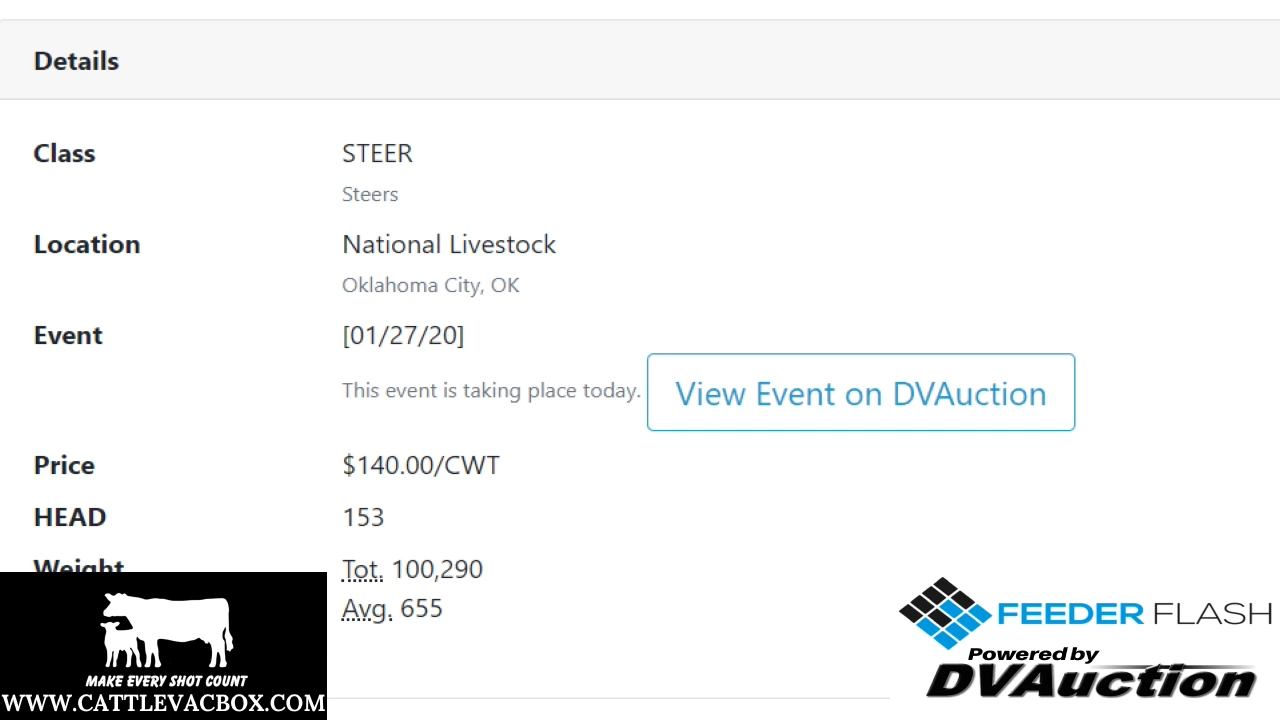 Details
Class STEER
Steers
Location National Livestock
Oklahoma City, OK
Event [01/27/20]
This event is taking place today. View Event on DVAuction
Price $140.00/CWT
HEAD 153
Weight Tot. 100,290
Avg. 655
MAKE EVERY SHOT COUNT
WWW.CATTLEVACBOX.COM
FEEDER FLASH
Powered by
DVAuction